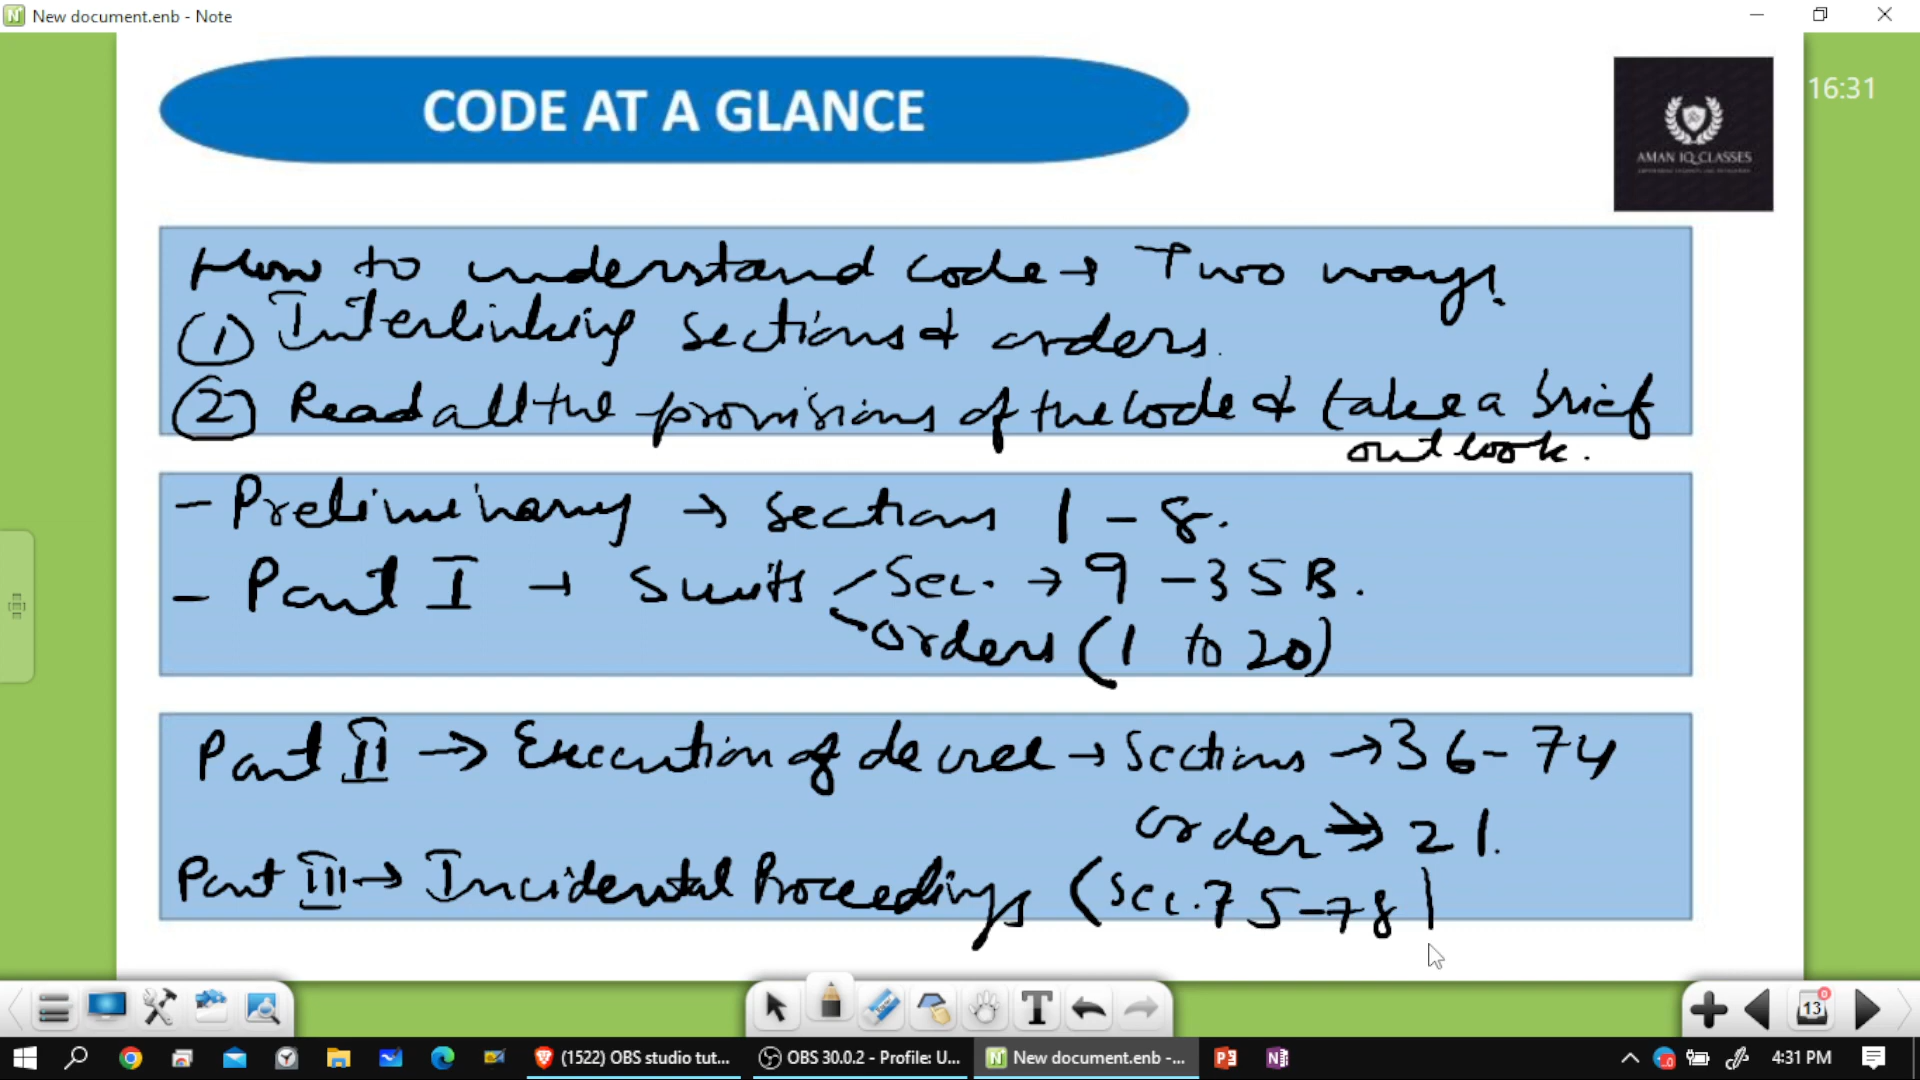 New document.enb - Note
CODE AT A GLANCE
16:31
AMAN IQ CLASSES
How to understand code → Two ways.
(1) Interlinking sections & orders.
(2) Read all the provisions of the code & take a brief
outlook.
- Preliminary → Sections 1 - 8.
- Part I → Suits Sec. → 9 - 35B.
Orders (1 to 20)
Part II → Execution of decree → Sections → 36 - 74
Order → 21.
Part III → Incidental Proceedings (Sec. 75 - 78)
13
0
(1522) OBS studio tut...
OBS 30.0.2 - Profile: U...
New document.enb -...
4:31 PM